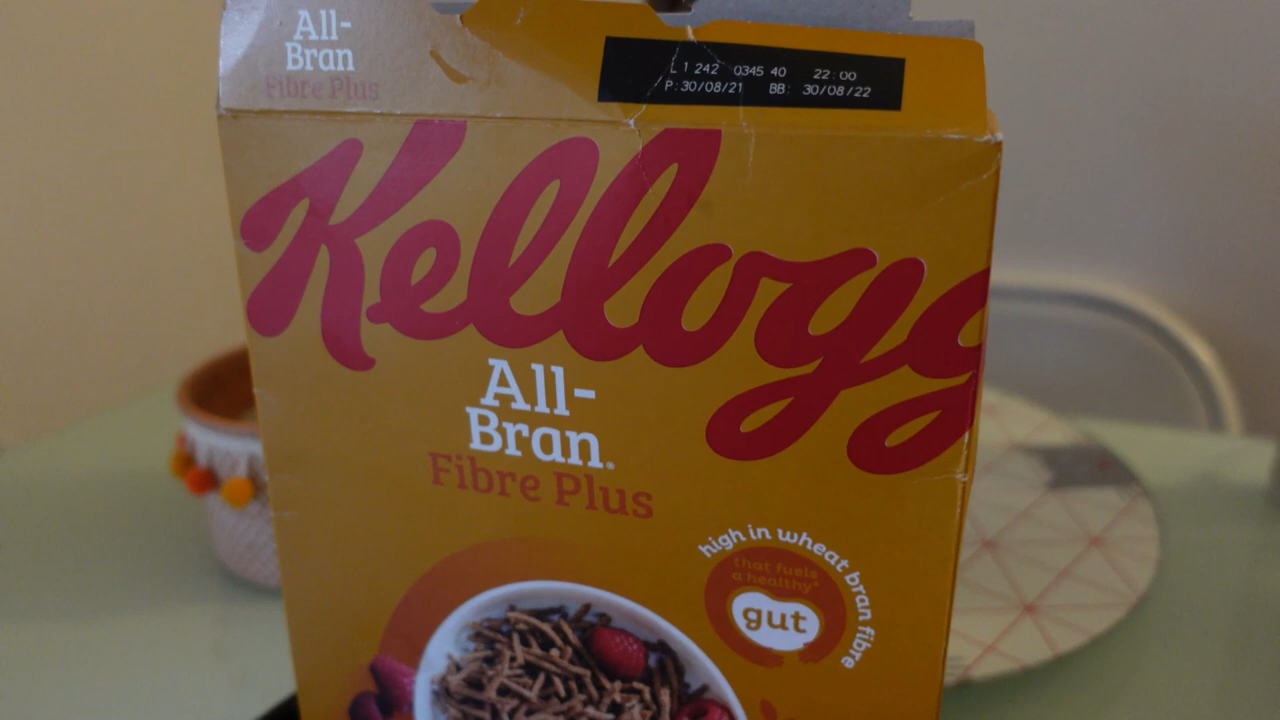 All-
Bran
Fibre Plus
L 1 242 0345 40 22:00
P:30/08/21 BB: 30/08/22
Kellogg
All-
Bran®
Fibre Plus
high in wheat bran fibre
that fuels
a healthy*
gut